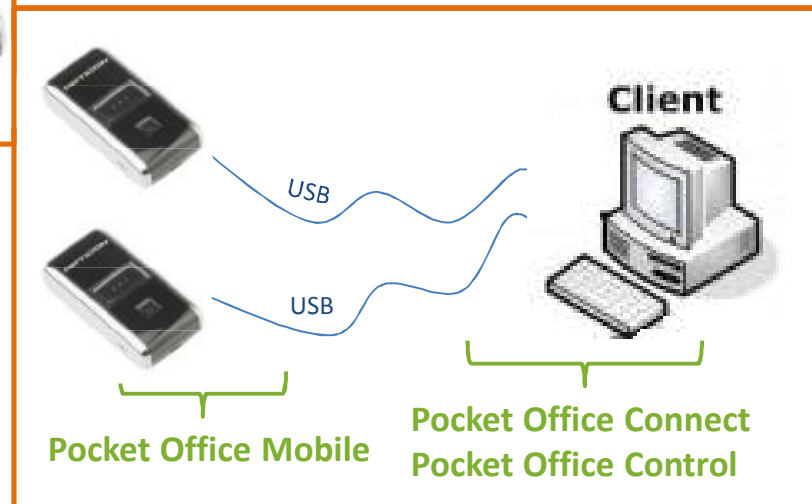 Client
USB
USB
Pocket Office Mobile
Pocket Office Connect
Pocket Office Control